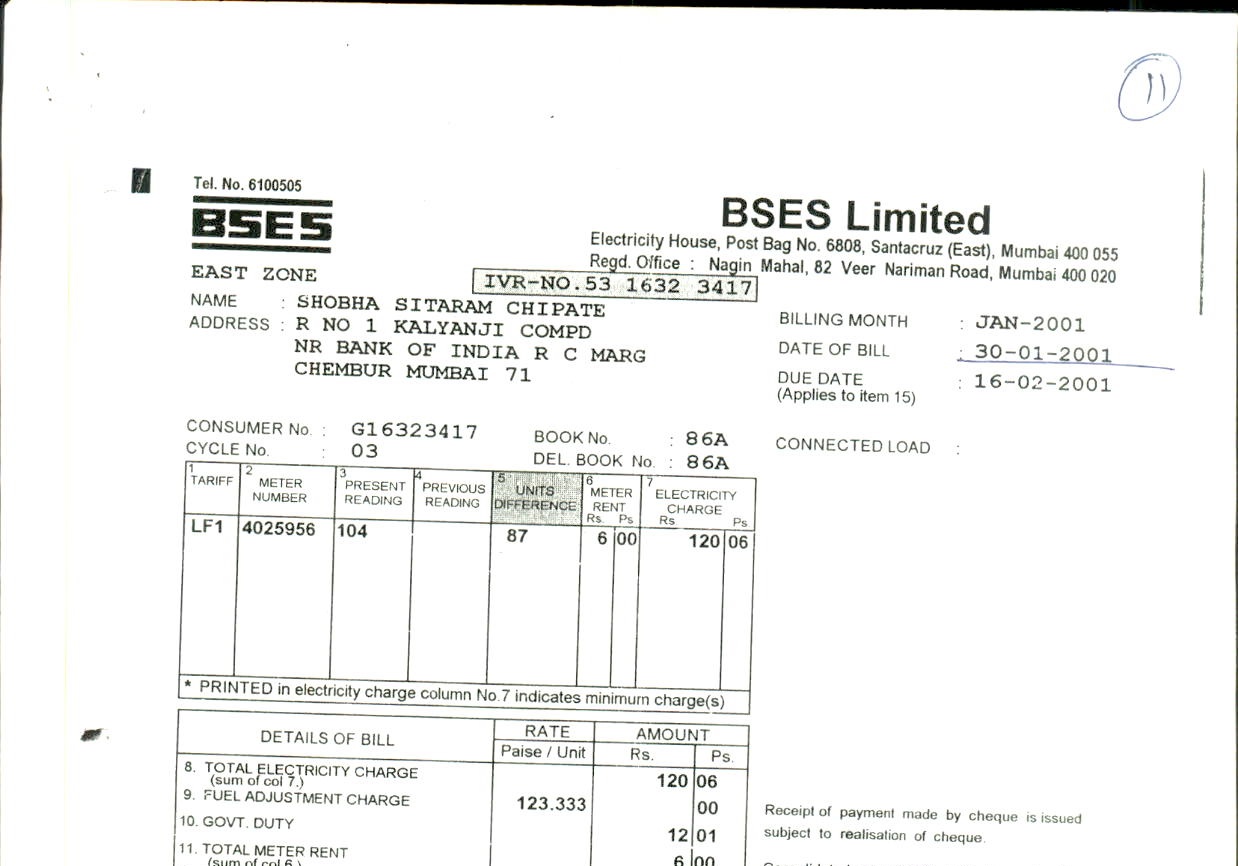 11
Tel. No. 6100505
BSES
BSES Limited
Electricity House, Post Bag No. 6808, Santacruz (East), Mumbai 400 055
Regd. Office : Nagin Mahal, 82 Veer Nariman Road, Mumbai 400 020
EAST ZONE
IVR-NO.53 1632 3417
NAME : SHOBHA SITARAM CHIPATE
ADDRESS : R NO 1 KALYANJI COMPD
NR BANK OF INDIA R C MARG
CHEMBUR MUMBAI 71
BILLING MONTH : JAN-2001
DATE OF BILL : 30-01-2001
DUE DATE : 16-02-2001
(Applies to item 15)
CONSUMER No. : G16323417
BOOK No. : 86A
CONNECTED LOAD :
CYCLE No. : 03
DEL. BOOK No. : 86A
1 TARIFF
2 METER NUMBER
3 PRESENT READING
4 PREVIOUS READING
5 UNITS DIFFERENCE
6 METER RENT Rs. Ps
7 ELECTRICITY CHARGE Rs Ps.
LF1 4025956 104 87 6 00 120 06
* PRINTED in electricity charge column No.7 indicates minimum charge(s)
DETAILS OF BILL RATE AMOUNT
Paise / Unit Rs. Ps.
8. TOTAL ELECTRICITY CHARGE 120 06
(sum of col 7.)
9. FUEL ADJUSTMENT CHARGE 123.333 00
10. GOVT. DUTY 12 01
11. TOTAL METER RENT 6 00
(sum of col 6.)
Receipt of payment made by cheque is issued
subject to realisation of cheque.